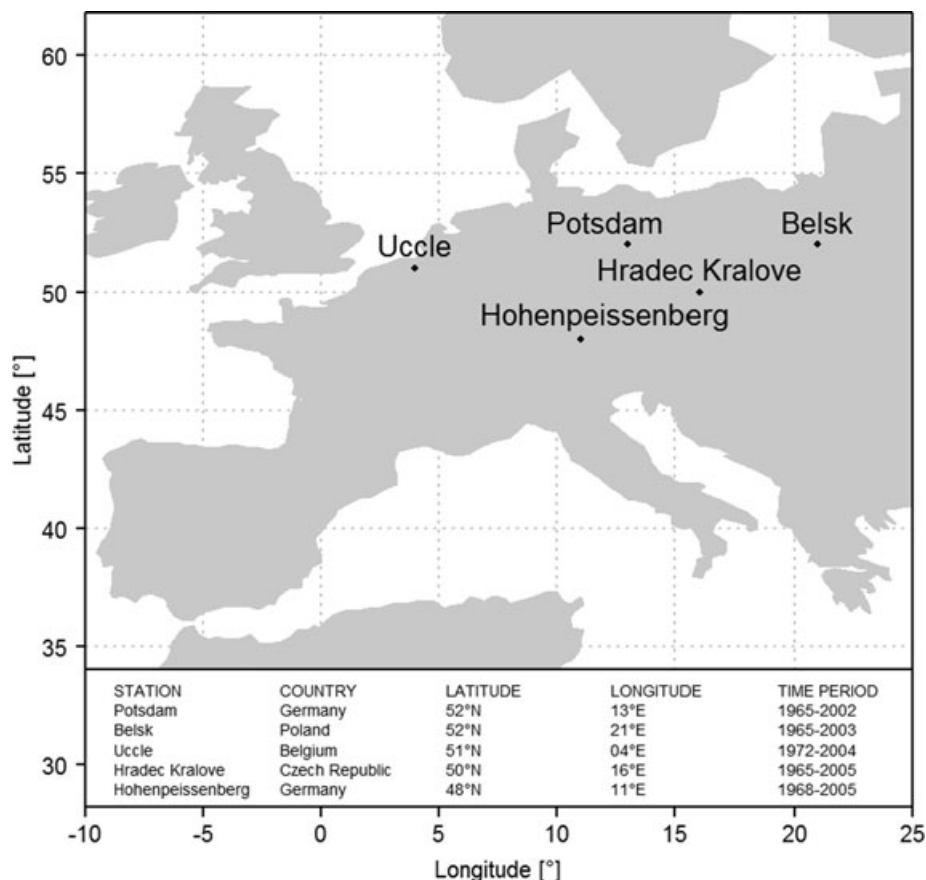 60
55
50
45
40
35
30
Latitude [°]
Uccle
Potsdam
Belsk
Hradec Kralove
Hohenpeissenberg
STATION COUNTRY LATITUDE LONGITUDE TIME PERIOD
Potsdam Germany 52°N 13°E 1965-2002
Belsk Poland 52°N 21°E 1965-2003
Uccle Belgium 51°N 04°E 1972-2004
Hradec Kralove Czech Republic 50°N 16°E 1965-2005
Hohenpeissenberg Germany 48°N 11°E 1968-2005
-10 -5 0 5 10 15 20 25
Longitude [°]